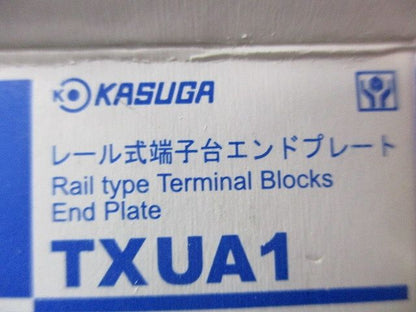 KASUGA
レール式端子台エンドプレート
Rail type Terminal Blocks
End Plate
TXUA1